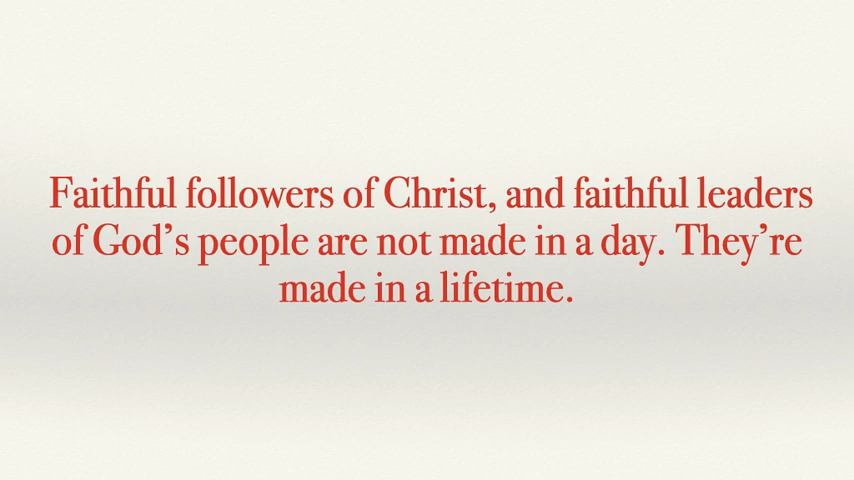 Faithful followers of Christ, and faithful leaders
of God’s people are not made in a day. They’re
made in a lifetime.